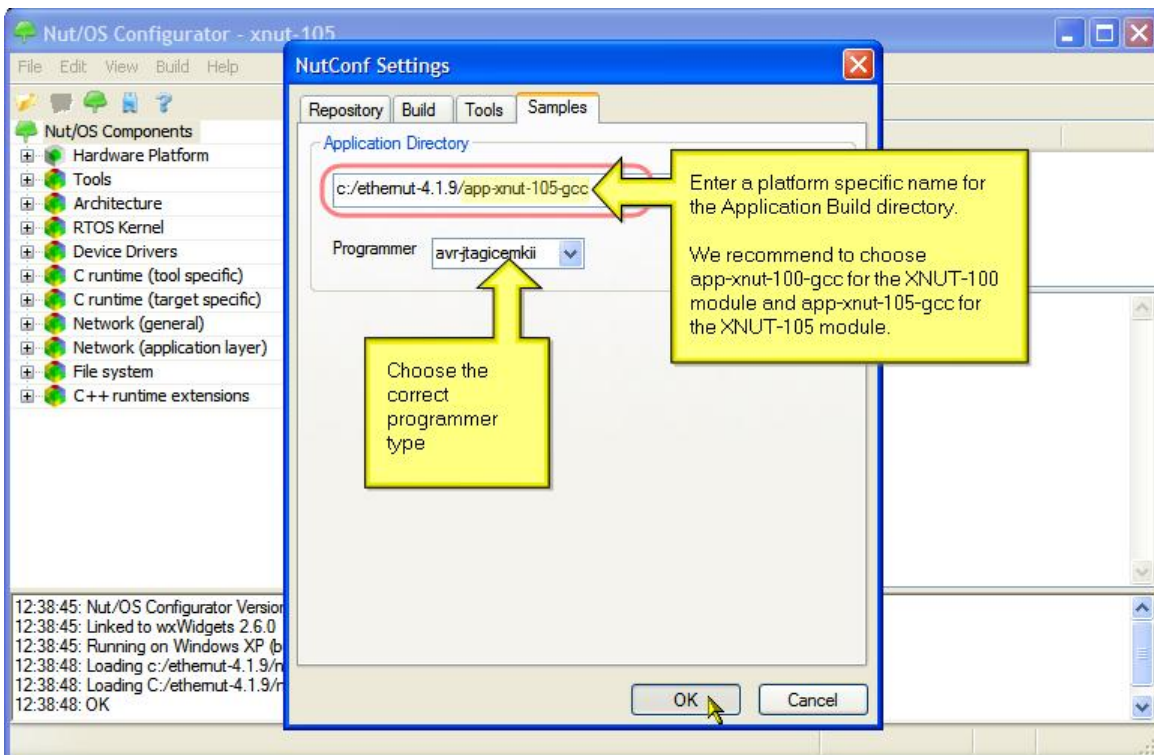 Nut/OS Configurator - xnut-105
File Edit View Build Help
NutConf Settings
Repository Build Tools Samples
Nut/OS Components
Hardware Platform
Tools
Architecture
RTOS Kernel
Device Drivers
C runtime (tool specific)
C runtime (target specific)
Network (general)
Network (application layer)
File system
C++ runtime extensions
Application Directory
c:/ethernut-4.1.9/app-xnut-105-gcc
Programmer avr-jtagicemkii
Enter a platform specific name for
the Application Build directory.
We recommend to choose
app-xnut-100-gcc for the XNUT-100
module and app-xnut-105-gcc for
the XNUT-105 module.
Choose the
correct
programmer
type
12:38:45: Nut/OS Configurator Version
12:38:45: Linked to wxWidgets 2.6.0
12:38:45: Running on Windows XP (b
12:38:48: Loading c:/ethernut-4.1.9/n
12:38:48: Loading C:/ethernut-4.1.9/n
12:38:48: OK
OK Cancel